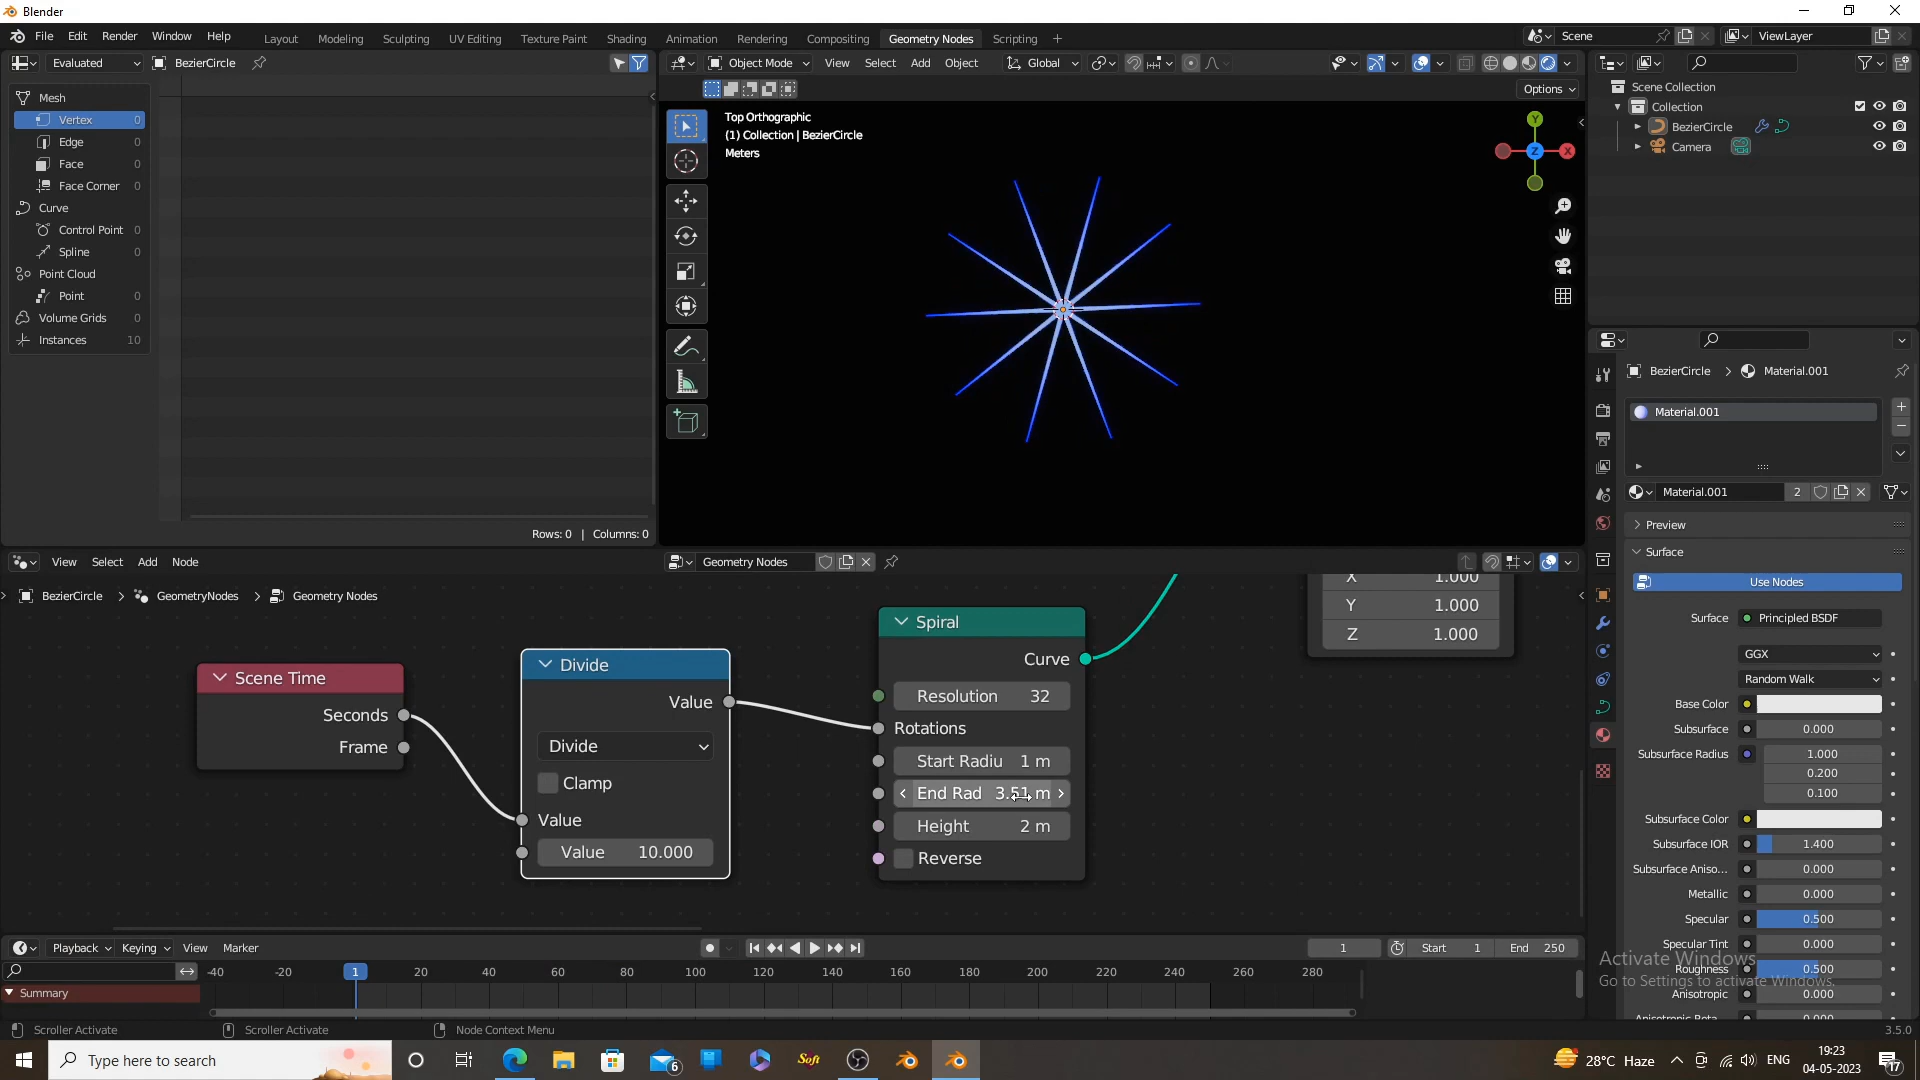 Blender
File Edit Render Window Help
Layout Modeling Sculpting UV Editing Texture Paint Shading Animation Rendering Compositing Geometry Nodes Scripting
Scene
ViewLayer
Evaluated
BezierCircle
Object Mode View Select Add Object
Global
Options
Mesh
Vertex 0
Edge 0
Face 0
Face Corner 0
Curve
Control Point 0
Spline 0
Point Cloud
Point 0
Volume Grids 0
Instances 10
Rows: 0 | Columns: 0
Top Orthographic
(1) Collection | BezierCircle
Meters
Y
X
Z
Scene Collection
Collection
BezierCircle
Camera
BezierCircle
Material.001
Material.001
Material.001 2
Preview
Surface
Use Nodes
Surface Principled BSDF
GGX
Random Walk
Base Color
Subsurface 0.000
Subsurface Radius 1.000
0.200
0.100
Subsurface Color
Subsurface IOR 1.400
Subsurface Aniso... 0.000
Metallic 0.000
Specular 0.500
Specular Tint 0.000
Roughness 0.500
Anisotropic 0.000
Activate Windows
Go to Settings to activate Windows.
View Select Add Node
Geometry Nodes
BezierCircle > GeometryNodes > Geometry Nodes
Scene Time
Seconds
Frame
Divide
Value
Divide
Clamp
Value
Value 10.000
Spiral
Curve
Resolution 32
Rotations
Start Radiu 1 m
End Rad 3.51 m
Height 2 m
Reverse
X 1.000
Y 1.000
Z 1.000
Playback Keying View Marker
1
Start 1 End 250
-40 -20 1 20 40 60 80 100 120 140 160 180 200 220 240 260 280
Summary
Scroller Activate
Scroller Activate
Node Context Menu
3.5.0
Type here to search
6
Soft
28°C Haze
ENG
19:23
04-05-2023
17